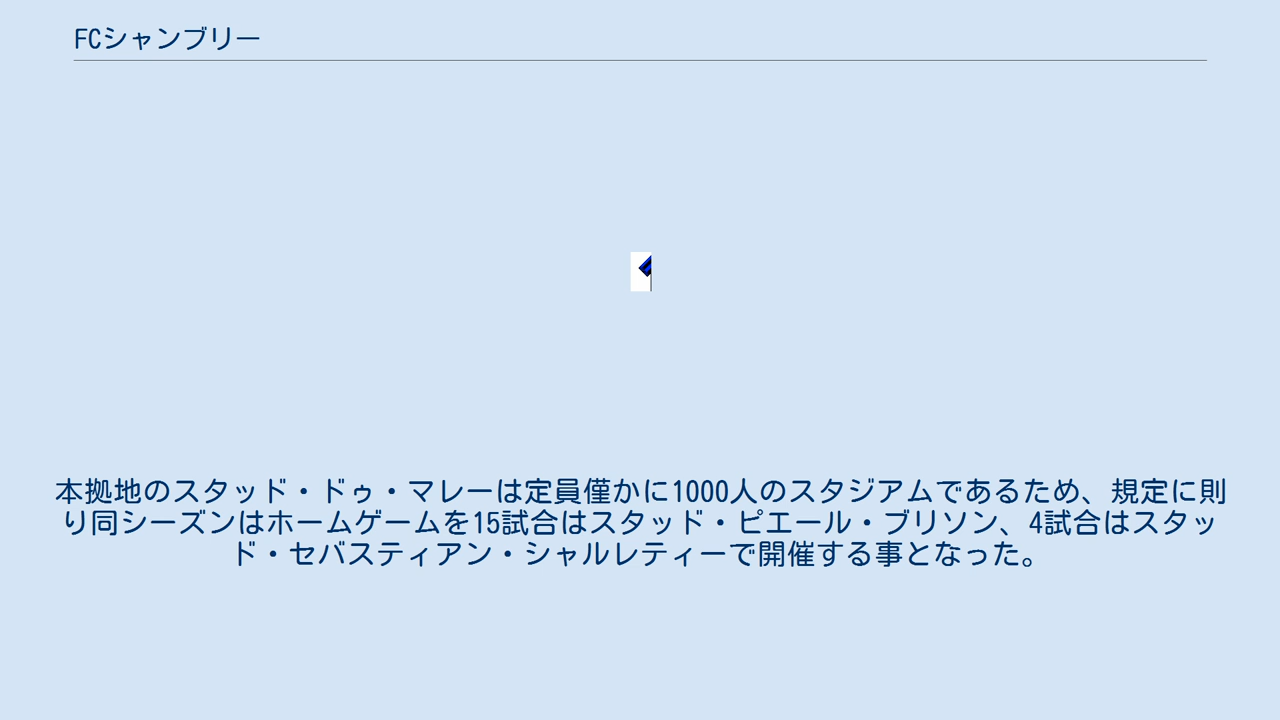 FCシャンブリー
本拠地のスタッド・ドゥ・マレーは定員僅かに1000人のスタジアムであるため、規定に則
り同シーズンはホームゲームを15試合はスタッド・ピエール・ブリソン、4試合はスタッ
ド・セバスティアン・シャルレティーで開催する事となった。